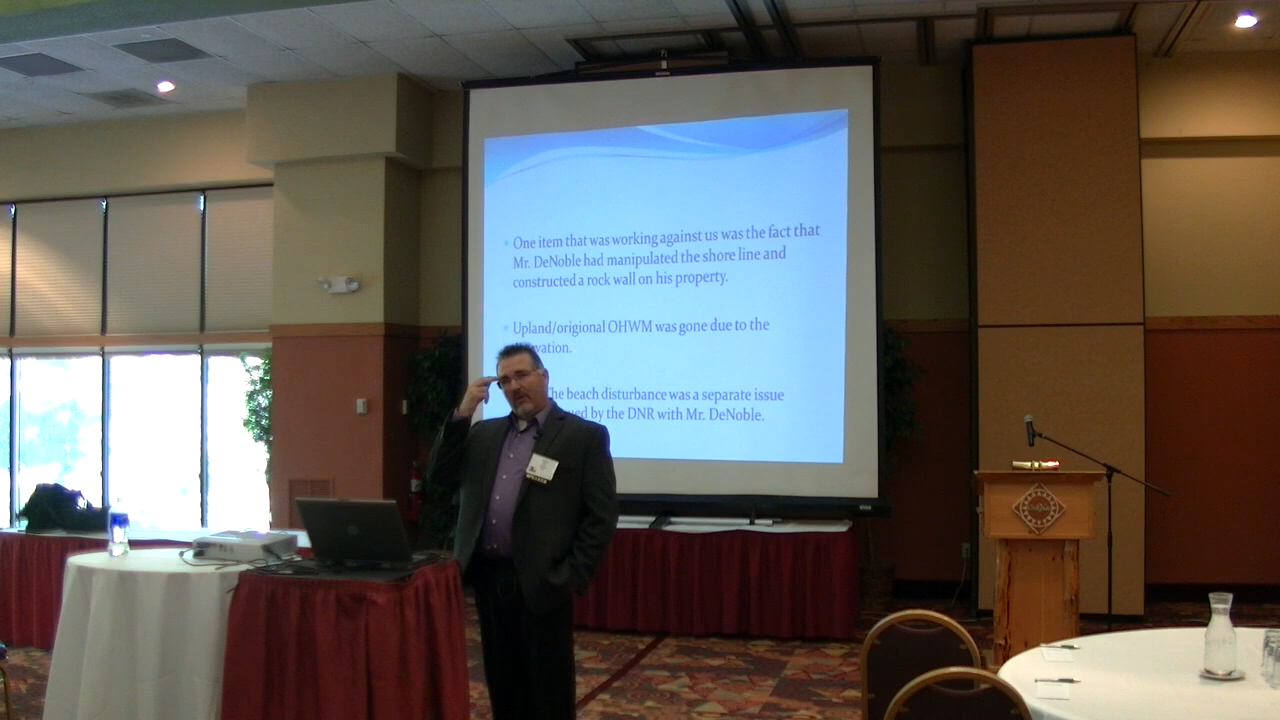 One item that was working against us was the fact that
Mr. DeNoble had manipulated the shore line and
constructed a rock wall on his property.
Upland/origional OHWM was gone due to the
The beach disturbance was a separate issue
by the DNR with Mr. DeNoble.